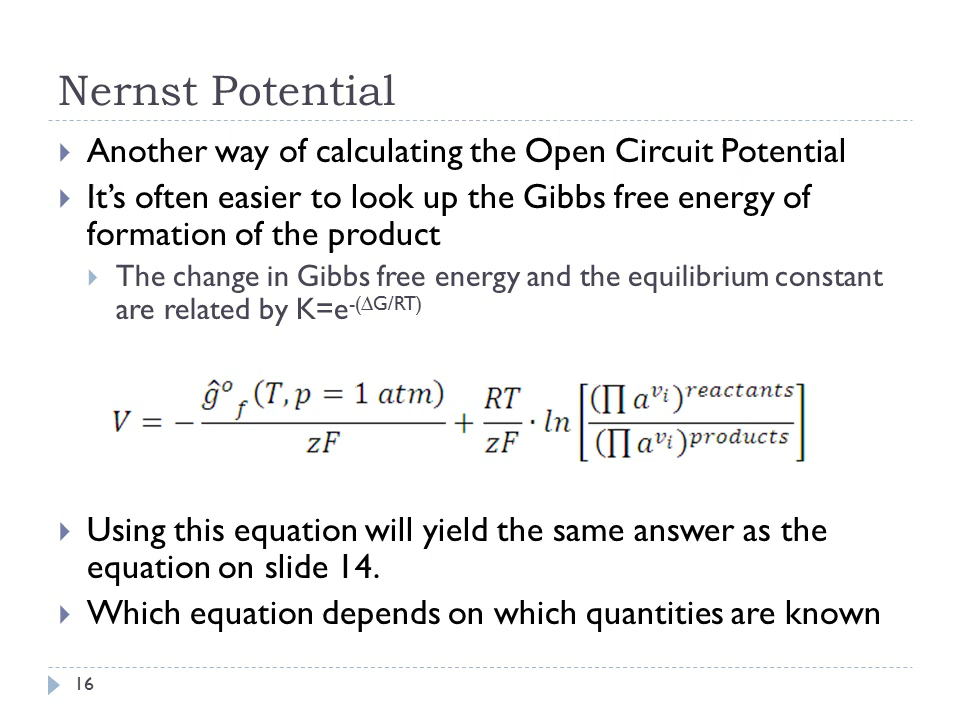 Nernst Potential
Another way of calculating the Open Circuit Potential
It's often easier to look up the Gibbs free energy of
formation of the product
The change in Gibbs free energy and the equilibrium constant
are related by K=e^-(∆G/RT)
V = − ĝ°_f (T, p = 1 atm) / zF + RT / zF · ln [ (∏ a^{v_i})^{reactants} / (∏ a^{v_i})^{products} ]
Using this equation will yield the same answer as the
equation on slide 14.
Which equation depends on which quantities are known
16